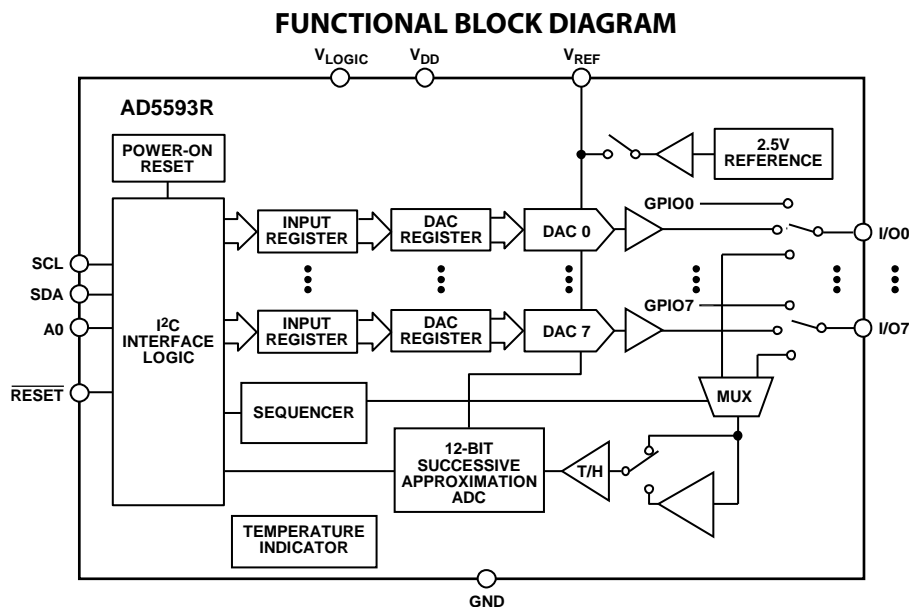 FUNCTIONAL BLOCK DIAGRAM
VLOGIC
VDD
VREF
AD5593R
POWER-ON
RESET
2.5V
REFERENCE
GPIO0
INPUT
REGISTER
DAC
REGISTER
DAC 0
I/O0
SCL
SDA
A0
RESET
I2C
INTERFACE
LOGIC
GPIO7
INPUT
REGISTER
DAC
REGISTER
DAC 7
I/O7
MUX
SEQUENCER
12-BIT
SUCCESSIVE
APPROXIMATION
ADC
T/H
TEMPERATURE
INDICATOR
GND